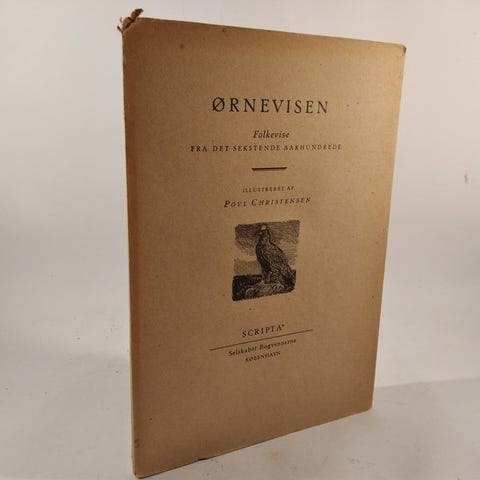 ØRNEVISEN
Folkevise
FRA DET SEKSTENDE AARHUNDREDE
ILLUSTRERET AF
POVL CHRISTENSEN
SCRIPTA
Selskabet Bogvennerne
KØBENHAVN